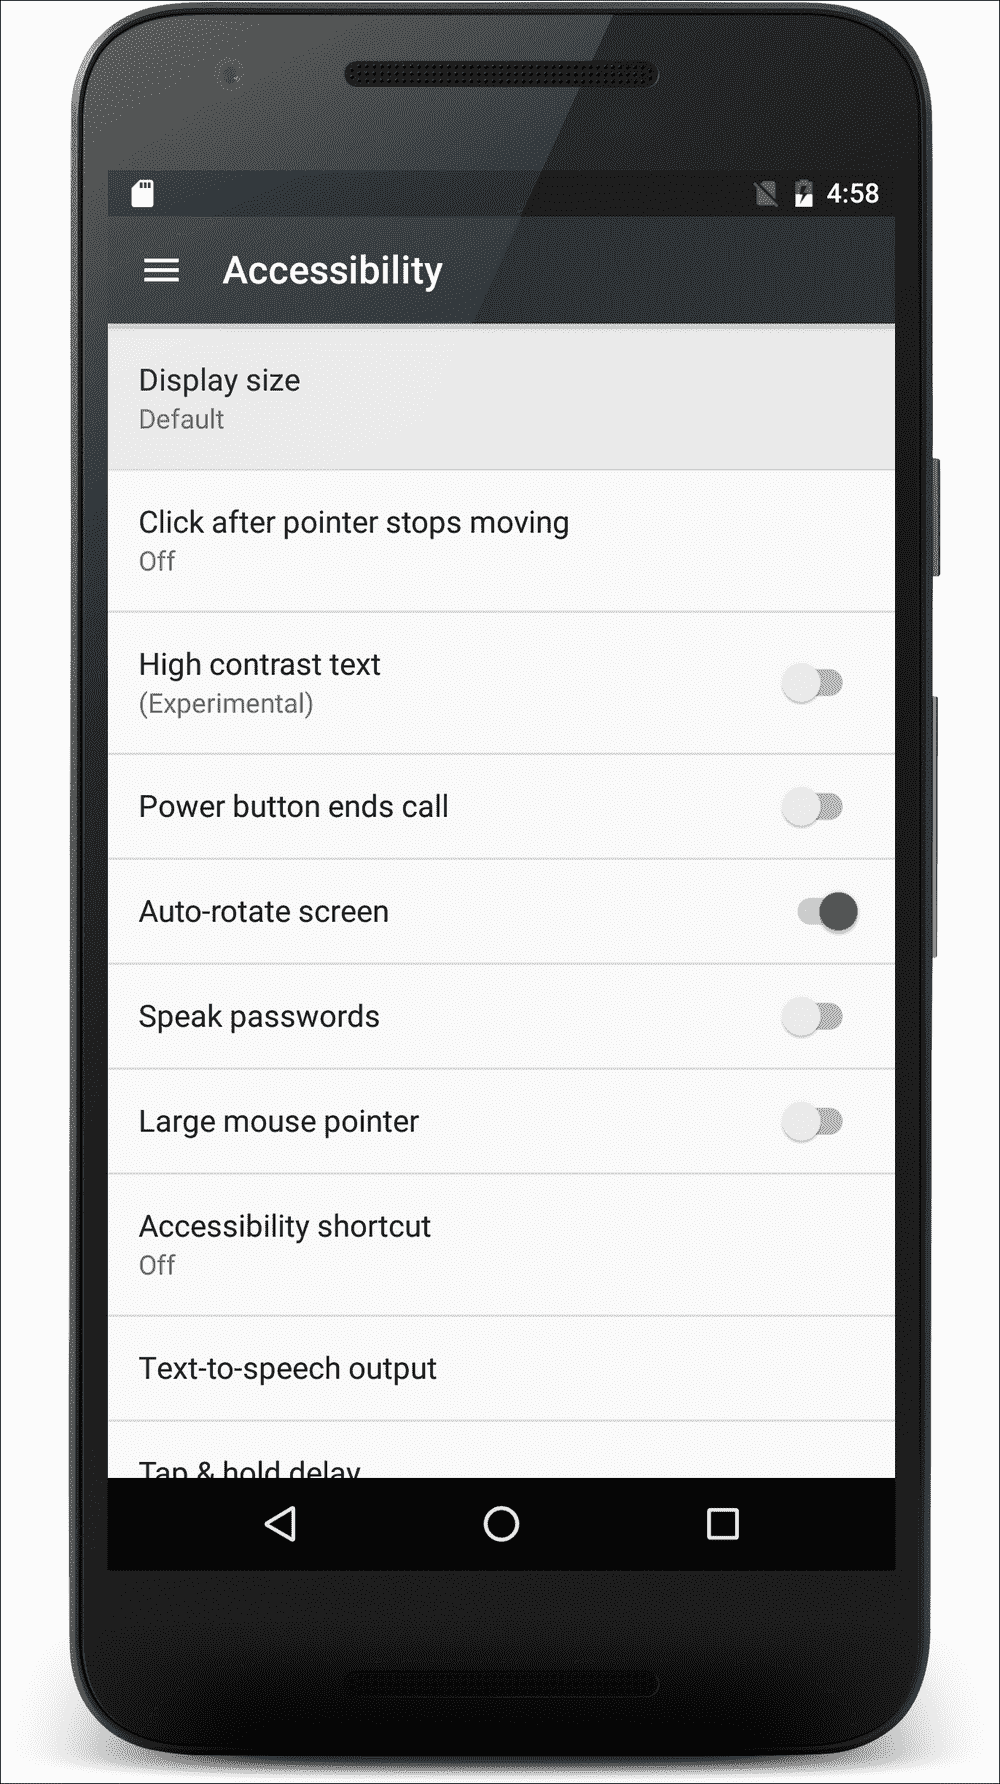 4:58
Accessibility
Display size
Default
Click after pointer stops moving
Off
High contrast text
(Experimental)
Power button ends call
Auto-rotate screen
Speak passwords
Large mouse pointer
Accessibility shortcut
Off
Text-to-speech output
Tap & hold delay